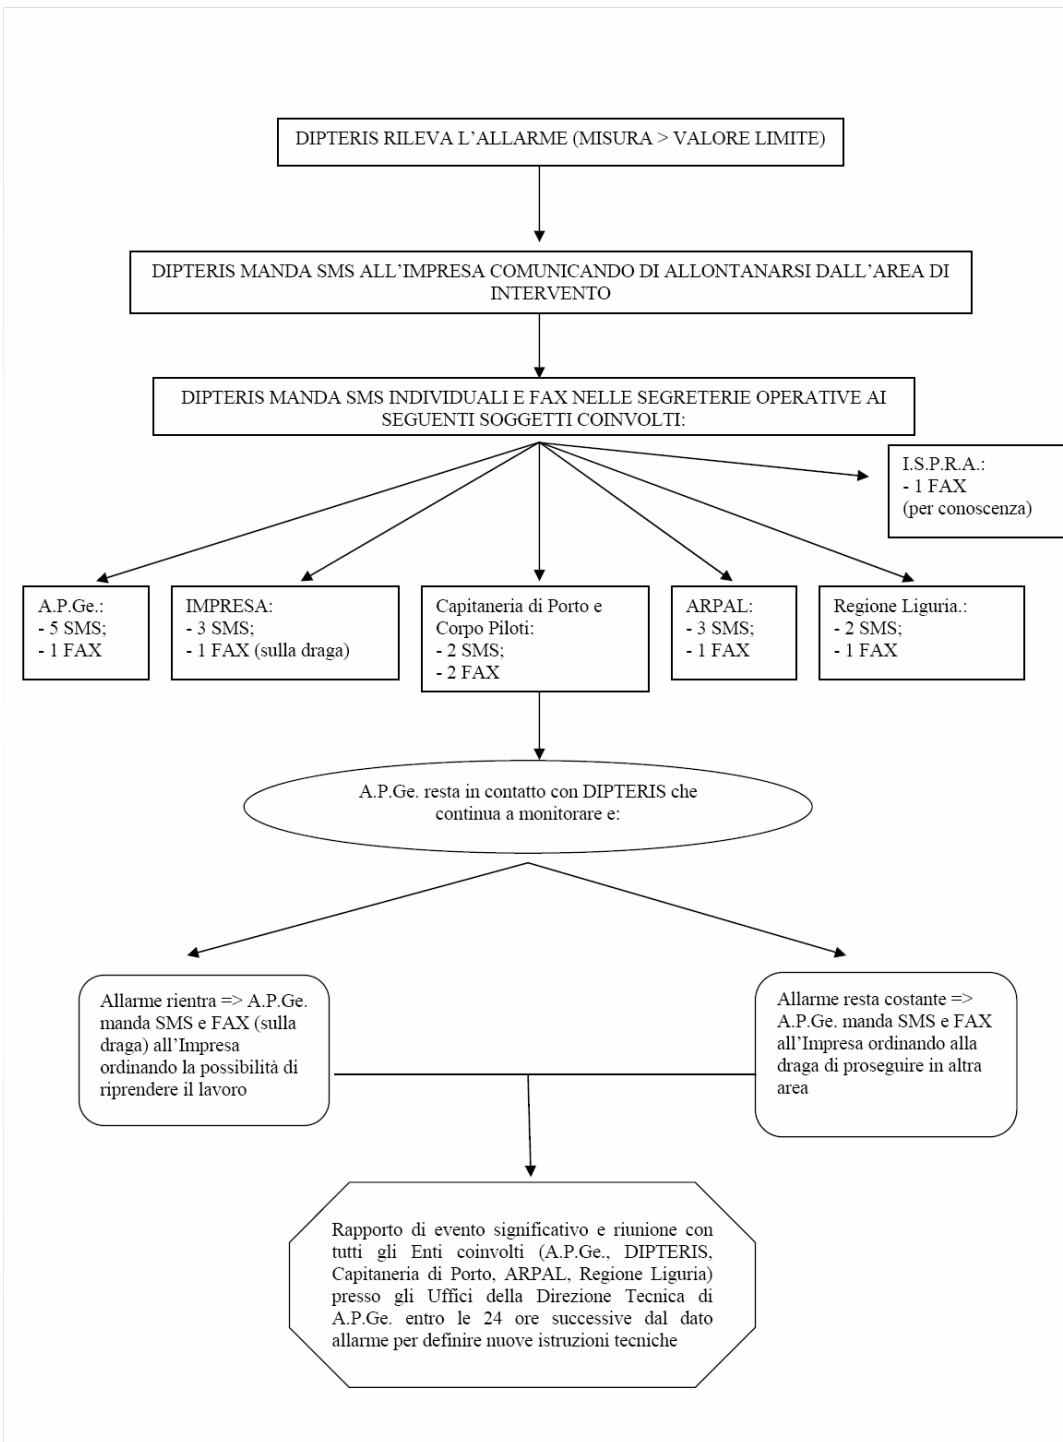 DIPTERIS RILEVA L'ALLARME (MISURA > VALORE LIMITE)
DIPTERIS MANDA SMS ALL'IMPRESA COMUNICANDO DI ALLONTANARSI DALL'AREA DI
INTERVENTO
DIPTERIS MANDA SMS INDIVIDUALI E FAX NELLE SEGRETERIE OPERATIVE AI
SEGUENTI SOGGETTI COINVOLTI:
I.S.P.R.A.:
- 1 FAX
(per conoscenza)
A.P.Ge.:
- 5 SMS;
- 1 FAX
IMPRESA:
- 3 SMS;
- 1 FAX (sulla draga)
Capitaneria di Porto e
Corpo Piloti:
- 2 SMS;
- 2 FAX
ARPAL:
- 3 SMS;
- 1 FAX
Regione Liguria.:
- 2 SMS;
- 1 FAX
A.P.Ge. resta in contatto con DIPTERIS che
continua a monitorare e:
Allarme rientra => A.P.Ge.
manda SMS e FAX (sulla
draga) all'Impresa
ordinando la possibilità di
riprendere il lavoro
Allarme resta costante =>
A.P.Ge. manda SMS e FAX
all'Impresa ordinando alla
draga di proseguire in altra
area
Rapporto di evento significativo e riunione con
tutti gli Enti coinvolti (A.P.Ge., DIPTERIS,
Capitaneria di Porto, ARPAL, Regione Liguria)
presso gli Uffici della Direzione Tecnica di
A.P.Ge. entro le 24 ore successive dal dato
allarme per definire nuove istruzioni tecniche